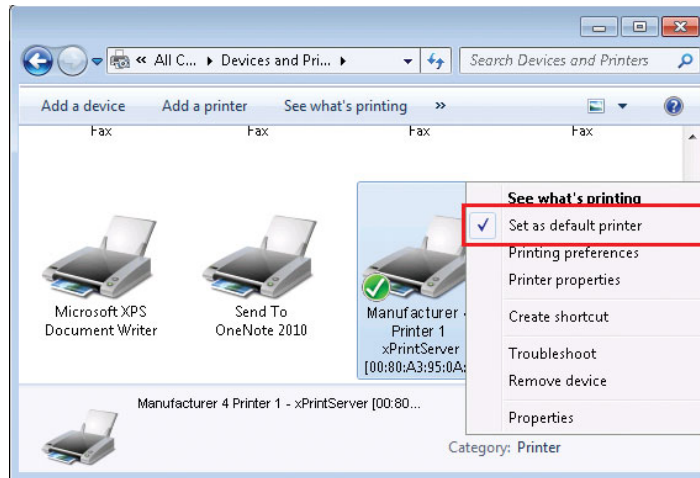 « All C... ▸ Devices and Pri... ▸ Search Devices and Printers
Add a device Add a printer See what's printing »
Fax Fax Fax Fax
Microsoft XPS
Document Writer
Send To
OneNote 2010
Manufacturer 4
Printer 1
xPrintServer
[00:80:A3:95:0A:
See what's printing
Set as default printer
Printing preferences
Printer properties
Create shortcut
Troubleshoot
Remove device
Properties
Manufacturer 4 Printer 1 - xPrintServer [00:80...
Category: Printer